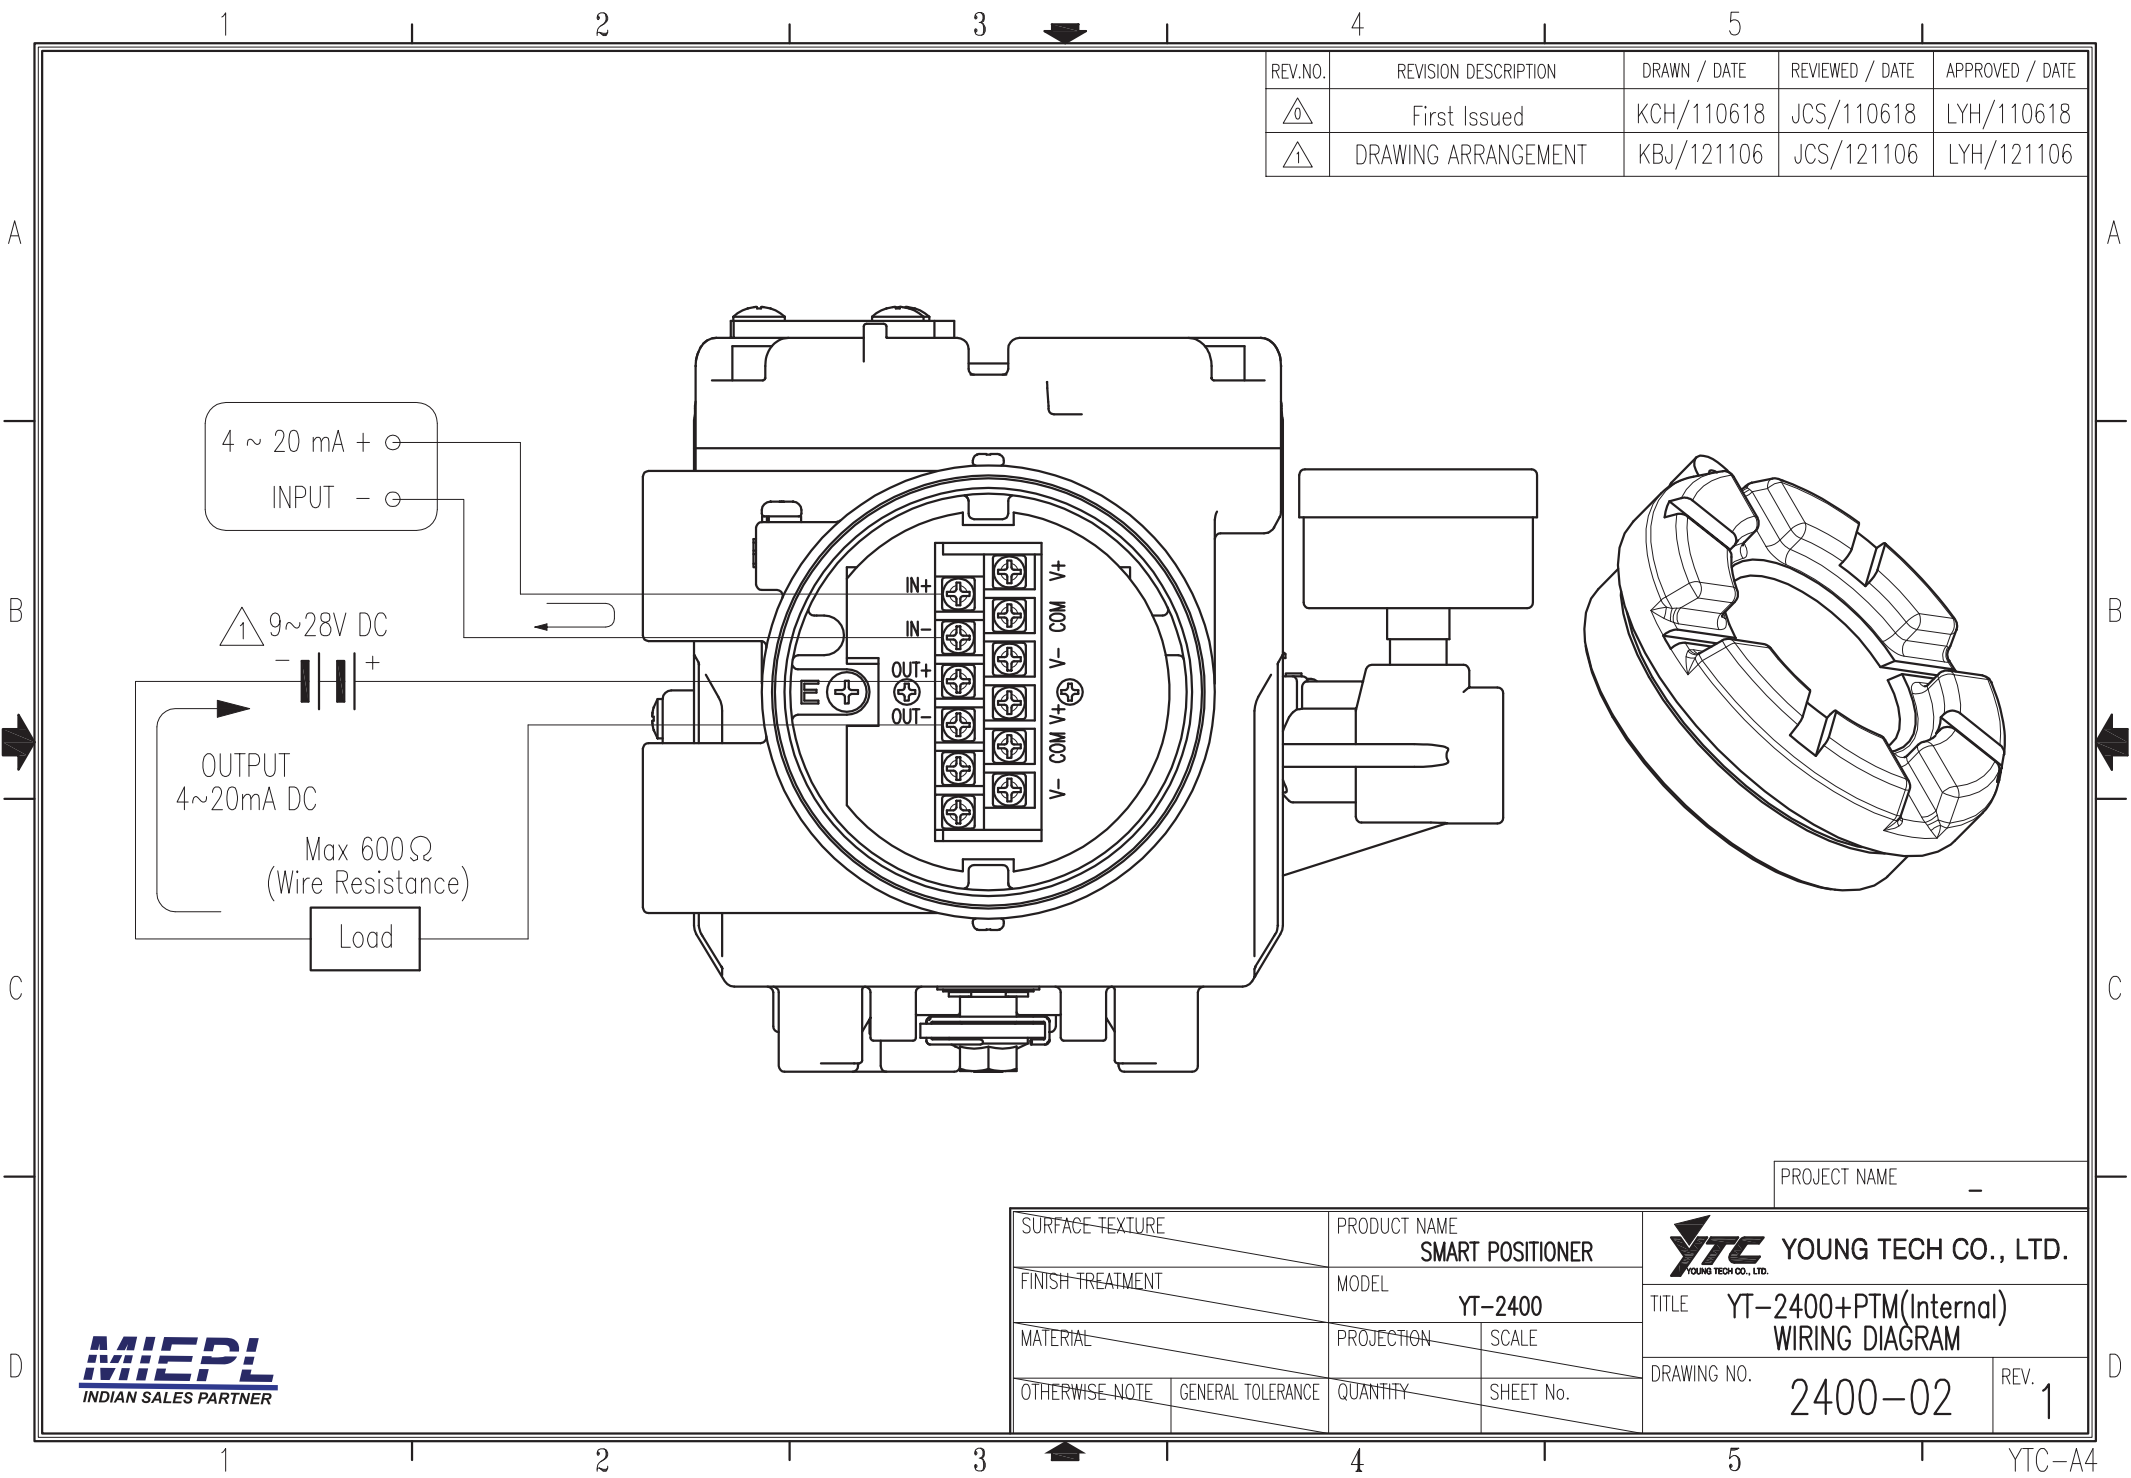 1 2 3 4 5
REV.NO. REVISION DESCRIPTION DRAWN / DATE REVIEWED / DATE APPROVED / DATE
0 First Issued KCH/110618 JCS/110618 LYH/110618
1 DRAWING ARRANGEMENT KBJ/121106 JCS/121106 LYH/121106
A A
4 ~ 20 mA +
INPUT -
B B
1 9~28V DC
- +
OUTPUT
4~20mA DC
Max 600Ω
(Wire Resistance)
Load
IN+
IN-
OUT+
OUT-
E
V+
COM
V-
V+
COM
V-
C C
PROJECT NAME -
SURFACE TEXTURE
FINISH TREATMENT
MATERIAL
OTHERWISE NOTE GENERAL TOLERANCE
PRODUCT NAME
SMART POSITIONER
MODEL
YT-2400
PROJECTION SCALE
QUANTITY SHEET No.
YTC YOUNG TECH CO., LTD.
YOUNG TECH CO., LTD.
TITLE YT-2400+PTM(Internal)
WIRING DIAGRAM
DRAWING NO. 2400-02
REV. 1
D D
MIEPL
INDIAN SALES PARTNER
1 2 3 4 5
YTC-A4